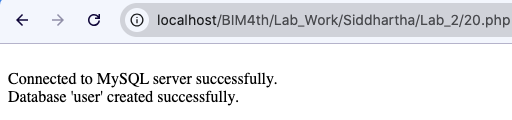 localhost/BIM4th/Lab_Work/Siddhartha/Lab_2/20.php
Connected to MySQL server successfully.
Database 'user' created successfully.